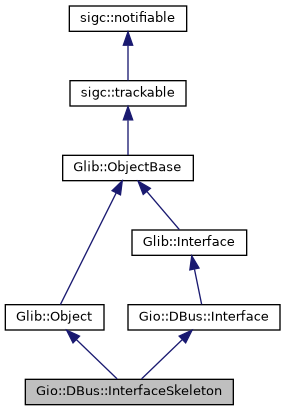 sigc::notifiable
sigc::trackable
Glib::ObjectBase
Glib::Interface
Glib::Object
Gio::DBus::Interface
Gio::DBus::InterfaceSkeleton